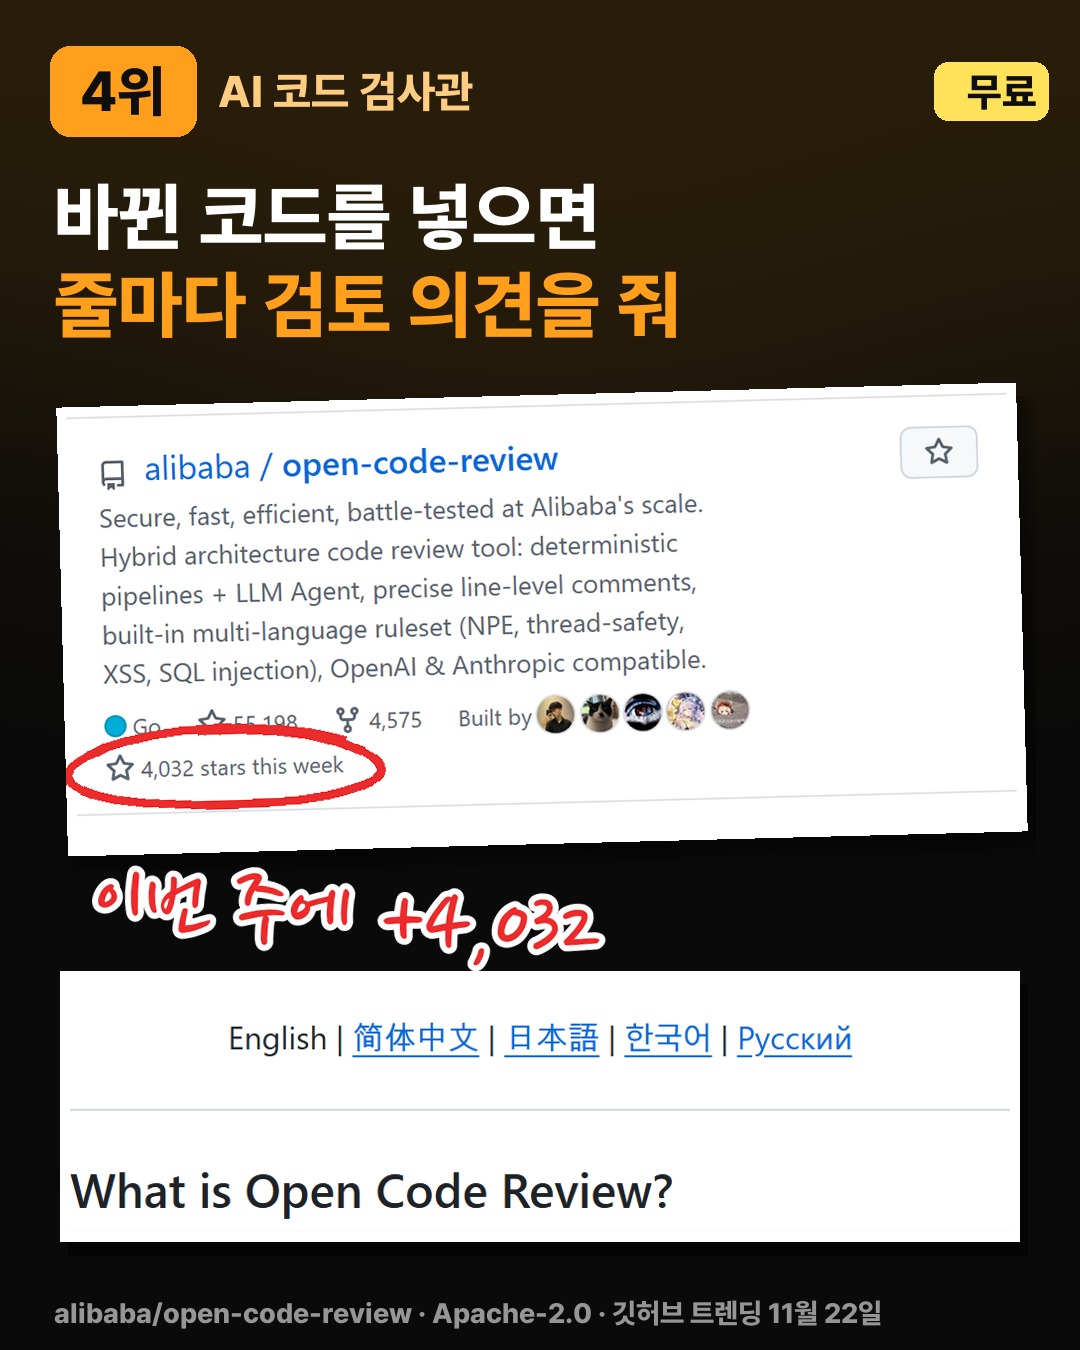 4위 AI 코드 검사관 무료
바뀐 코드를 넣으면
줄마다 검토 의견을 줘
alibaba / open-code-review
Secure, fast, efficient, battle-tested at Alibaba's scale.
Hybrid architecture code review tool: deterministic
pipelines + LLM Agent, precise line-level comments,
built-in multi-language ruleset (NPE, thread-safety,
XSS, SQL injection), OpenAI & Anthropic compatible.
Go 55,198 4,575 Built by
4,032 stars this week
이번 주에 +4,032
English | 简体中文 | 日本語 | 한국어 | Русский
What is Open Code Review?
alibaba/open-code-review · Apache-2.0 · 깃허브 트렌딩 11월 22일